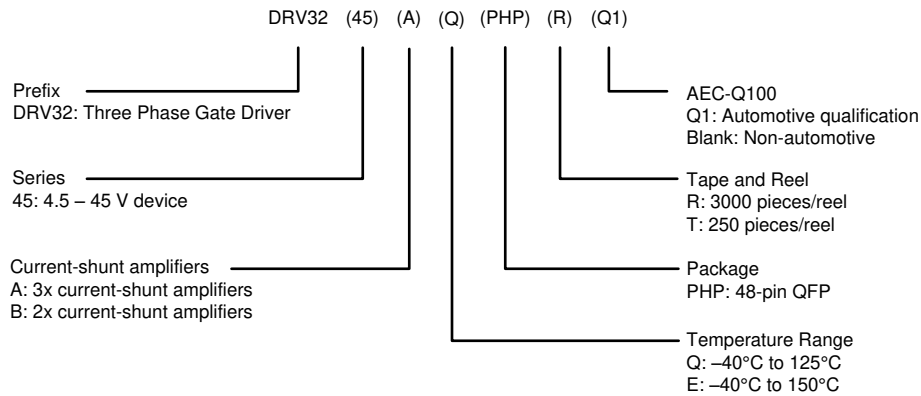 DRV32 (45) (A) (Q) (PHP) (R) (Q1)
Prefix
DRV32: Three Phase Gate Driver
Series
45: 4.5 – 45 V device
Current-shunt amplifiers
A: 3x current-shunt amplifiers
B: 2x current-shunt amplifiers
AEC-Q100
Q1: Automotive qualification
Blank: Non-automotive
Tape and Reel
R: 3000 pieces/reel
T: 250 pieces/reel
Package
PHP: 48-pin QFP
Temperature Range
Q: –40°C to 125°C
E: –40°C to 150°C